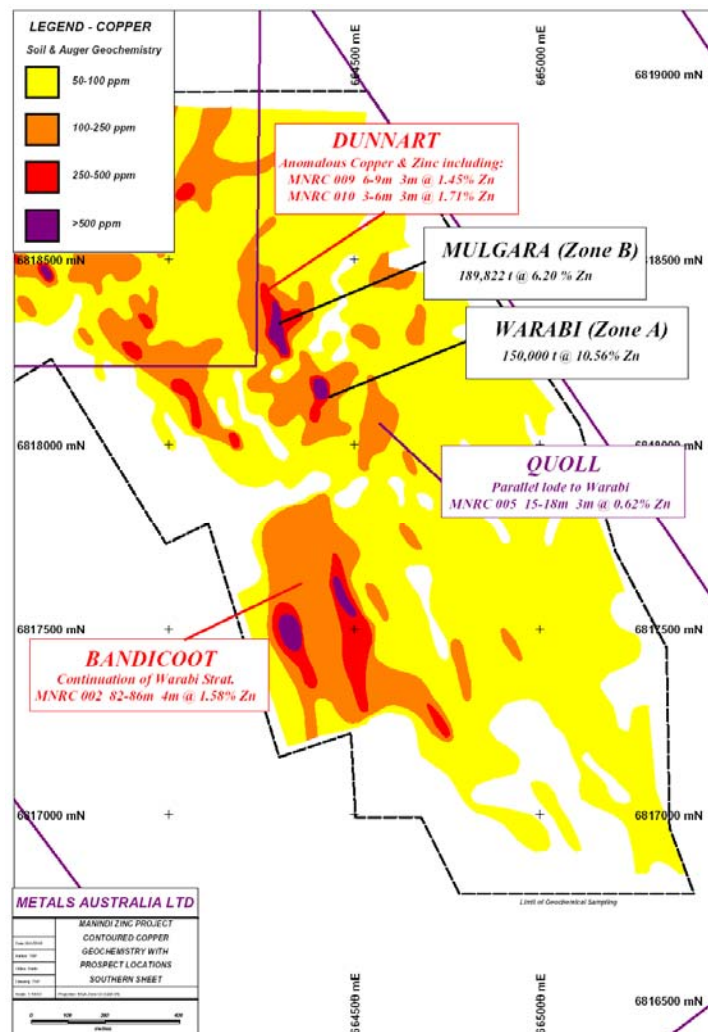 LEGEND - COPPER
Soil & Auger Geochemistry
50-100 ppm
100-250 ppm
250-500 ppm
>500 ppm
664500 mE
665000 mE
6819000 mN
DUNNART
Anomalous Copper & Zinc including:
MNRC 009 6-9m 3m @ 1.45% Zn
MNRC 010 3-6m 3m @ 1.71% Zn
6818500 mN
6818500 mN
MULGARA (Zone B)
189,822 t @ 6.20 % Zn
WARABI (Zone A)
150,000 t @ 10.56% Zn
6818000 mN
6818000 mN
QUOLL
Parallel lode to Warabi
MNRC 005 15-18m 3m @ 0.62% Zn
6817500 mN
6817500 mN
BANDICOOT
Continuation of Warabi Strat.
MNRC 002 82-86m 4m @ 1.58% Zn
6817000 mN
6817000 mN
Limit of Geochemical Sampling
METALS AUSTRALIA LTD
MANINDI ZINC PROJECT
CONTOURED COPPER
GEOCHEMISTRY WITH
PROSPECT LOCATIONS
SOUTHERN SHEET
0 100 200 400
metres
664500 mE
665000 mE
6816500 mN